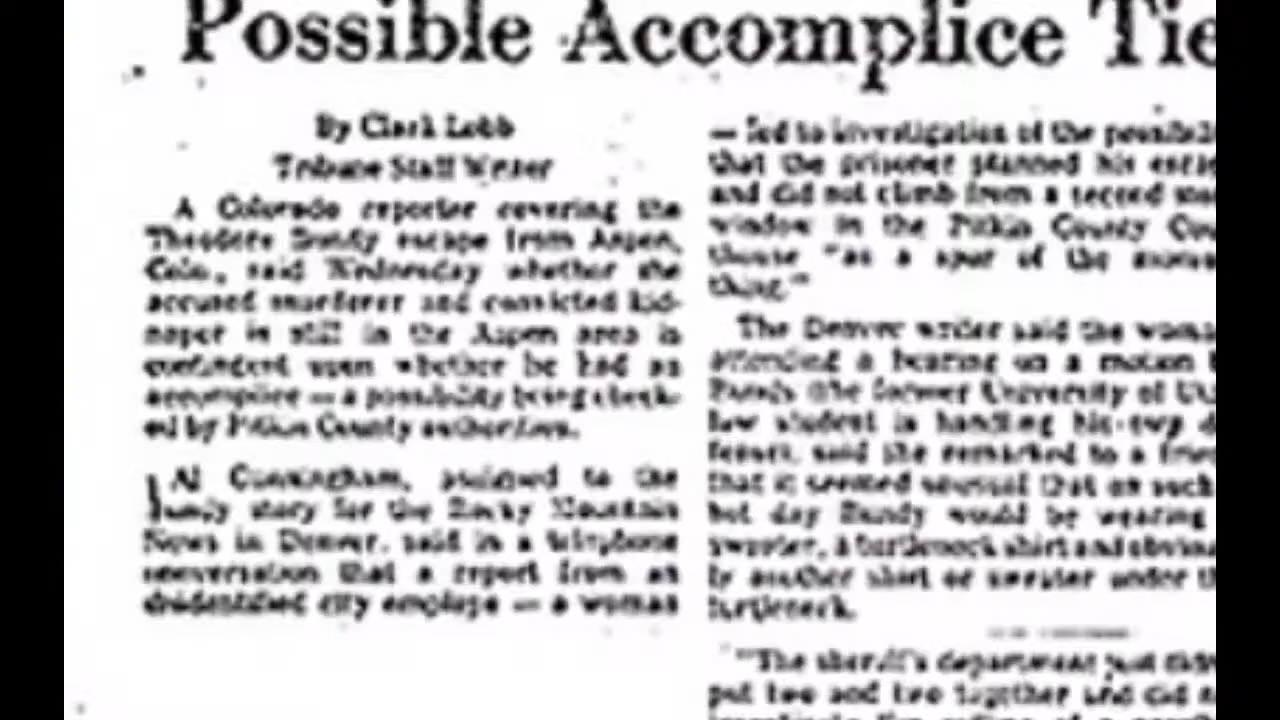 Possible Accomplice Tie
By Clark Lobb
Tribune Staff Writer
A Colorado reporter covering the
Theodore Bundy escape from Aspen,
Colo., said Wednesday whether the
accused murderer and convicted kid-
naper is still in the Aspen area is
contingent upon whether he had an
accomplice — a possibility being check-
ed by Pitkin County authorities.
Al Cunningham, assigned to the
Bundy story for the Rocky Mountain
News in Denver, said in a telephone
conversation that a report from an
unidentified city employe — a woman
— led to investigation of the possibil
that the prisoner planned his escap
and did not climb from a second sto
window in the Pitkin County Cou
thouse "as a spur of the mome
thing."
The Denver writer said the woma
attending a hearing on a motion b
Bundy (the former University of Ut
law student is handling his own d
fense), said she remarked to a frien
that it seemed unusual that on such
hot day Bundy would be wearing
sweater, a turtleneck shirt and obvious
ly another shirt or sweater under th
turtleneck.
"The sheriff's department just didn
put two and two together and did n